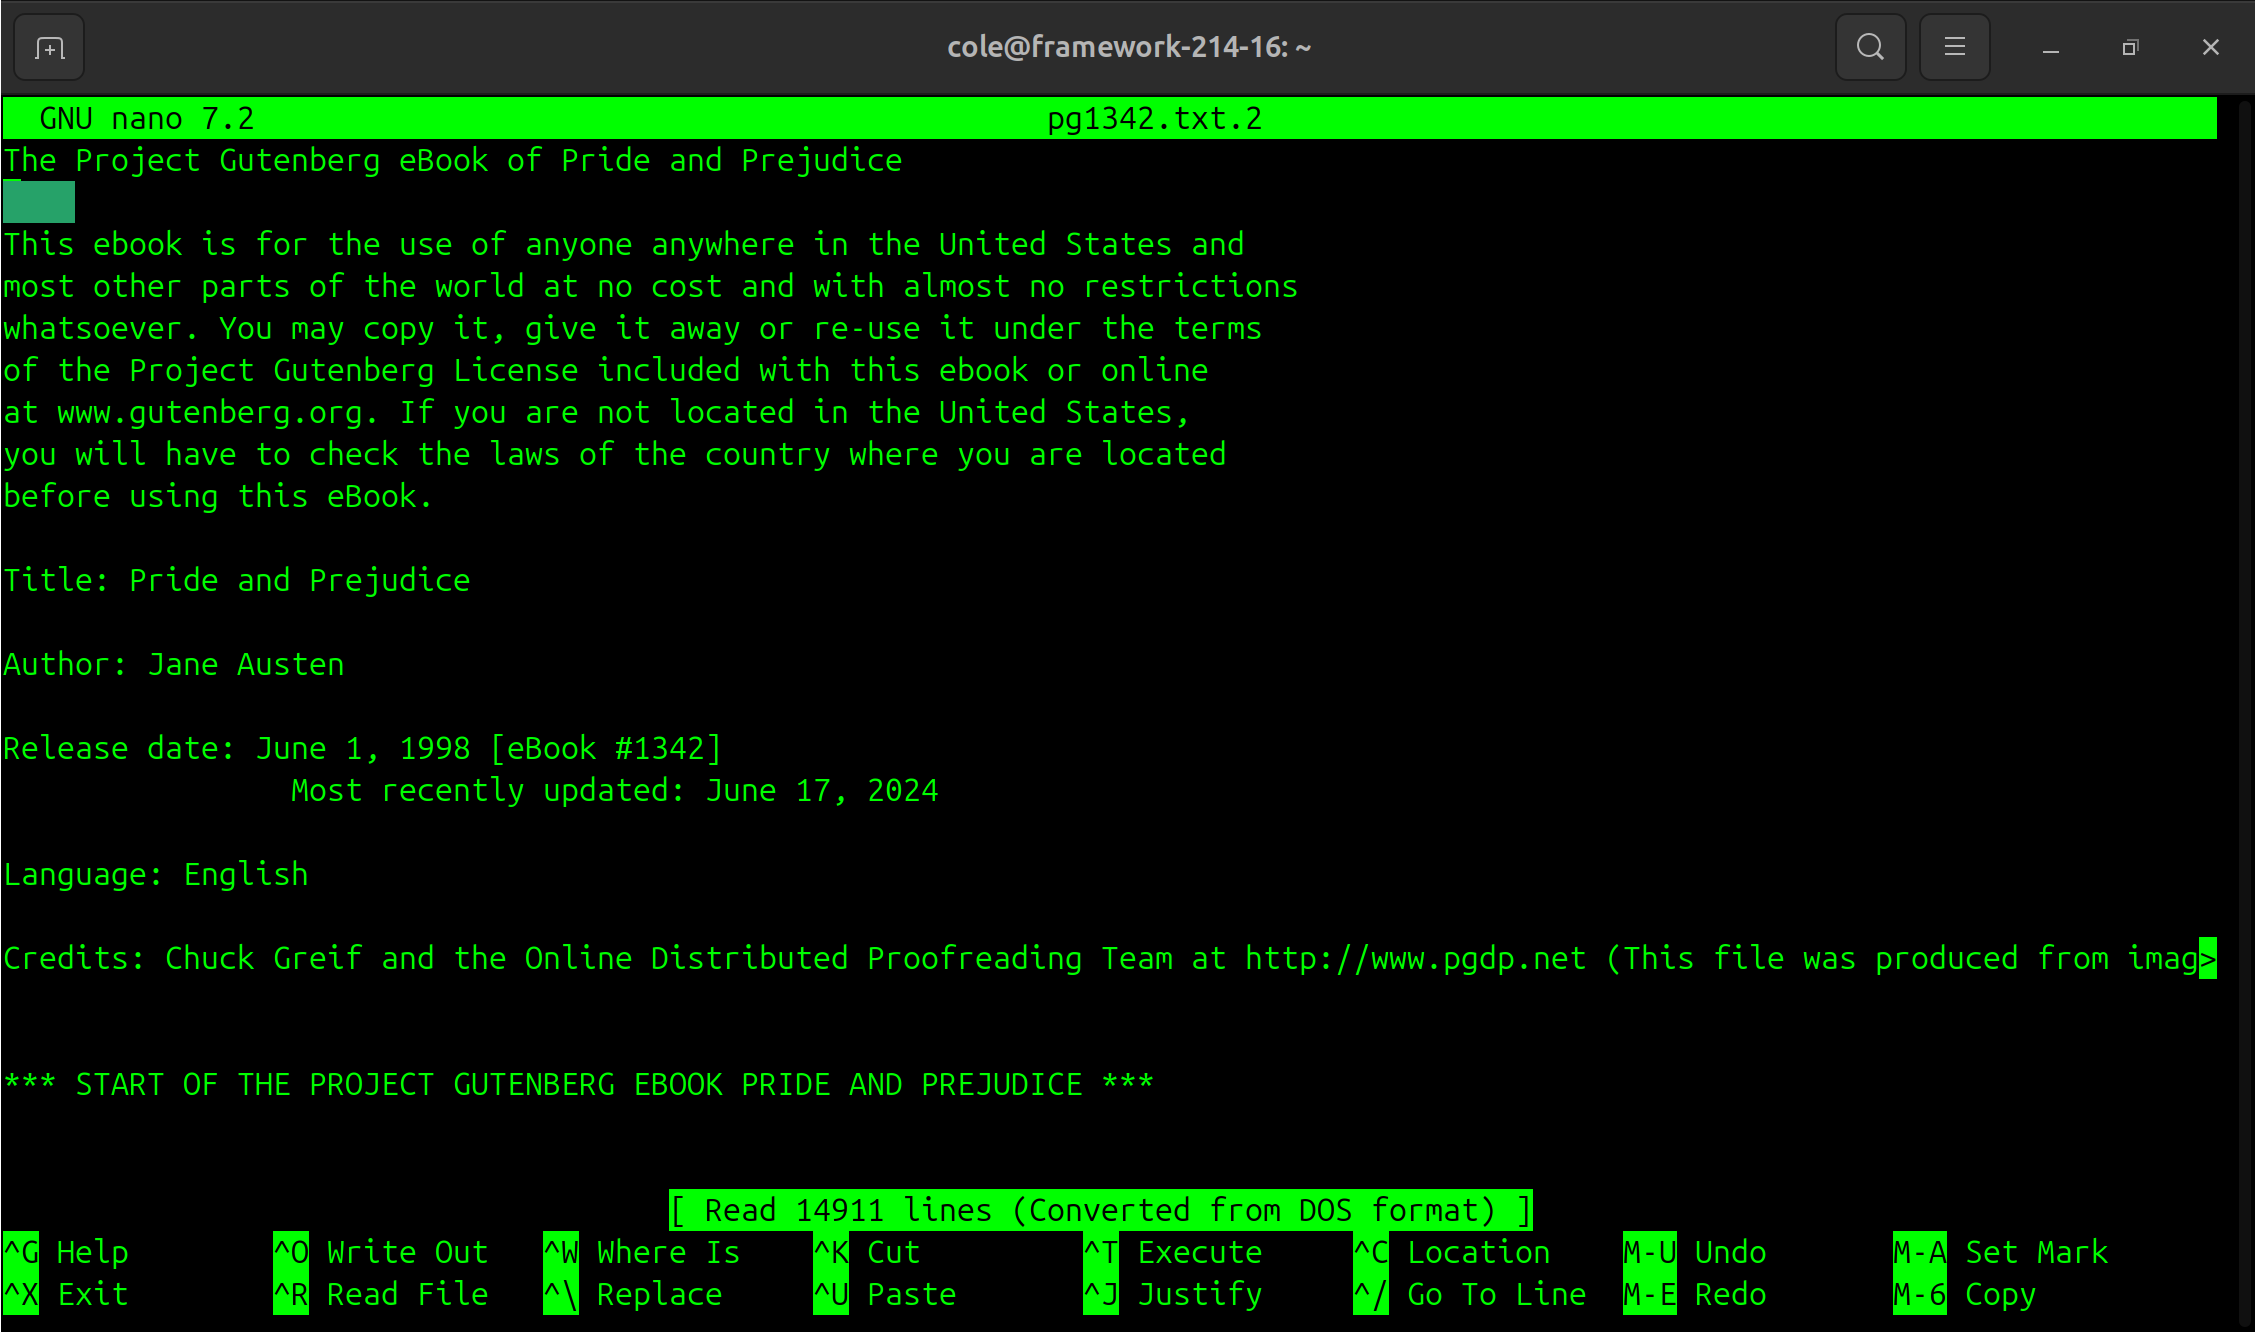 cole@framework-214-16: ~
GNU nano 7.2 pg1342.txt.2
The Project Gutenberg eBook of Pride and Prejudice
This ebook is for the use of anyone anywhere in the United States and
most other parts of the world at no cost and with almost no restrictions
whatsoever. You may copy it, give it away or re-use it under the terms
of the Project Gutenberg License included with this ebook or online
at www.gutenberg.org. If you are not located in the United States,
you will have to check the laws of the country where you are located
before using this eBook.
Title: Pride and Prejudice
Author: Jane Austen
Release date: June 1, 1998 [eBook #1342]
Most recently updated: June 17, 2024
Language: English
Credits: Chuck Greif and the Online Distributed Proofreading Team at http://www.pgdp.net (This file was produced from imag>
*** START OF THE PROJECT GUTENBERG EBOOK PRIDE AND PREJUDICE ***
[ Read 14911 lines (Converted from DOS format) ]
^G Help ^O Write Out ^W Where Is ^K Cut ^T Execute ^C Location M-U Undo M-A Set Mark
^X Exit ^R Read File ^\ Replace ^U Paste ^J Justify ^/ Go To Line M-E Redo M-6 Copy